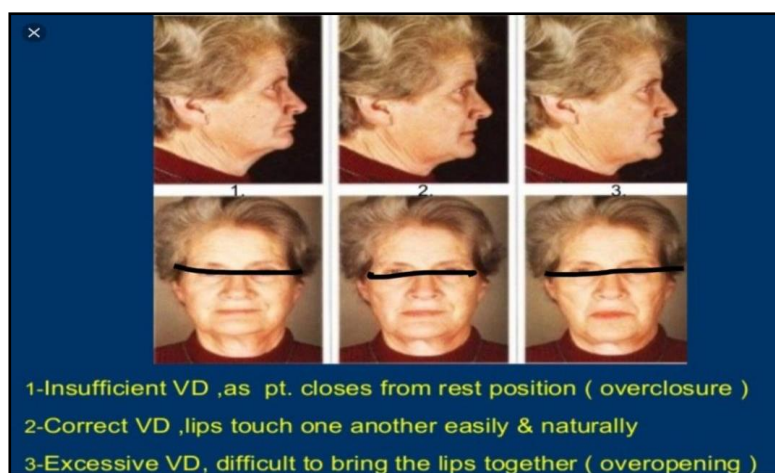 1. 2. 3.
1-Insufficient VD ,as pt. closes from rest position ( overclosure )
2-Correct VD ,lips touch one another easily & naturally
3-Excessive VD, difficult to bring the lips together ( overopening )